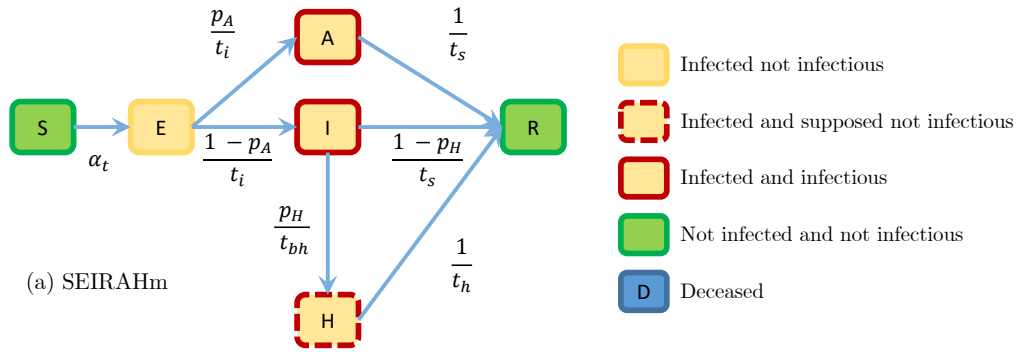 p_A/t_i
A
1/t_s
S
α_t
E
1 − p_A/t_i
I
1 − p_H/t_s
R
p_H/t_bh
1/t_h
H
(a) SEIRAHm
Infected not infectious
Infected and supposed not infectious
Infected and infectious
Not infected and not infectious
D Deceased